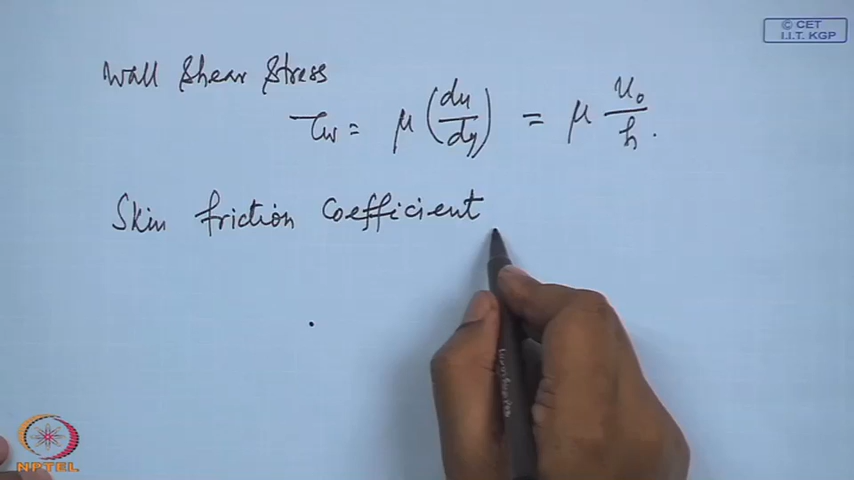 © CET
I.I.T. KGP
Wall Shear Stress
τw = μ (du/dy) = μ u₀/h .
Skin friction Coefficient
NPTEL